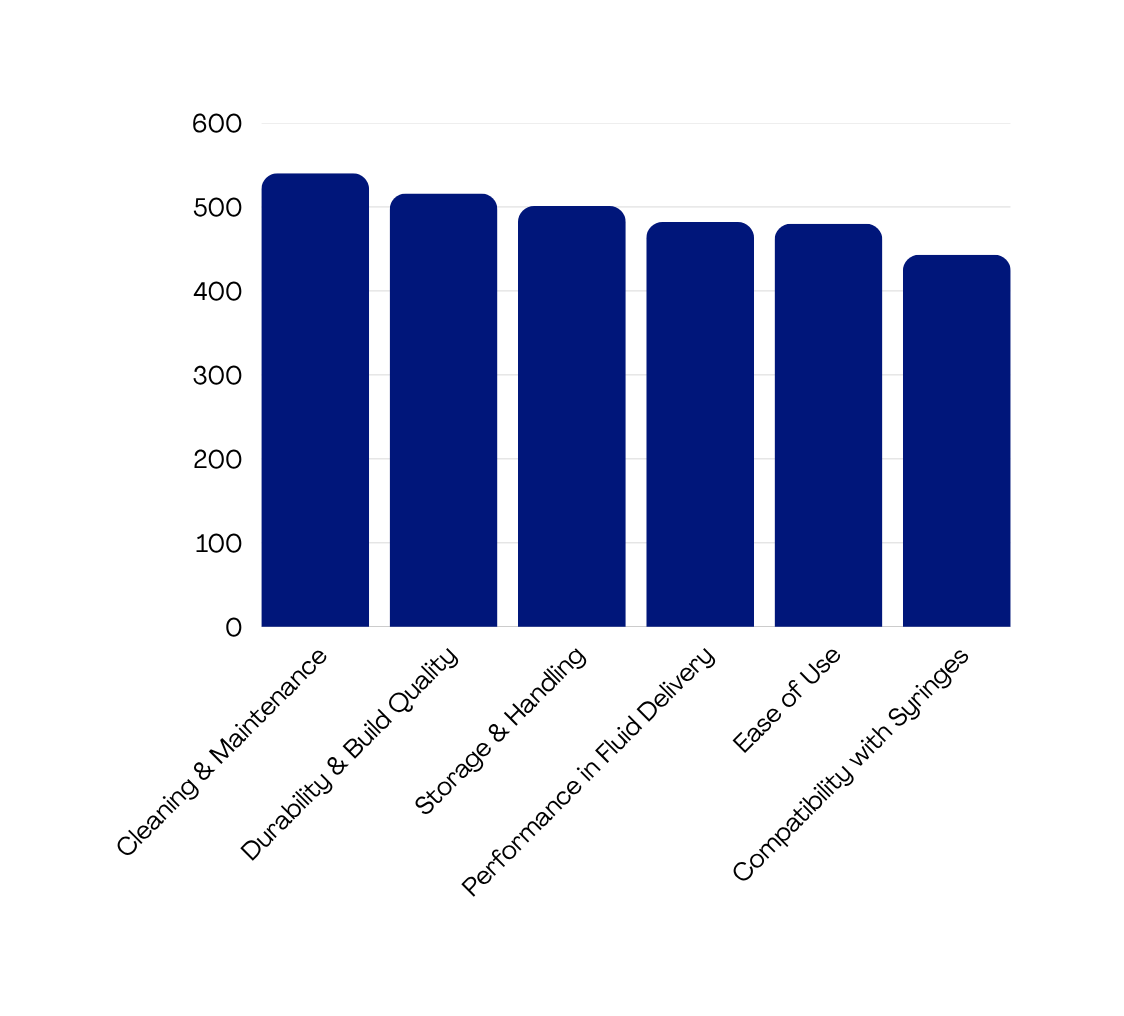 600
500
400
300
200
100
0
Cleaning & Maintenance
Durability & Build Quality
Storage & Handling
Performance in Fluid Delivery
Ease of Use
Compatibility with Syringes